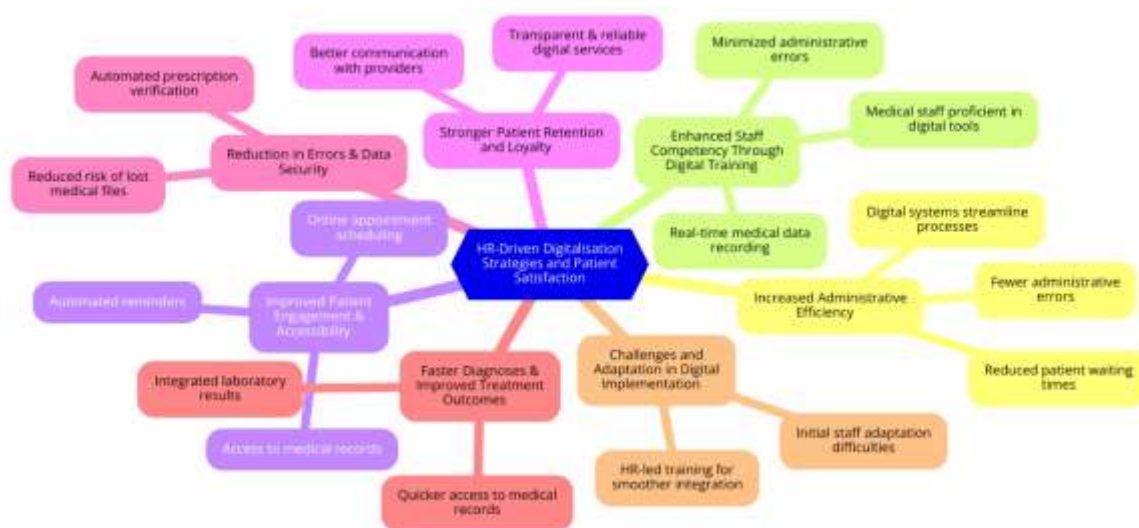 Transparent & reliable
digital services
Better communication
with providers
Minimized administrative
errors
Automated prescription
verification
Medical staff proficient in
digital tools
Stronger Patient Retention
and Loyalty
Enhanced Staff
Competency Through
Digital Training
Reduction in Errors & Data
Security
Reduced risk of lost
medical files
Online appointment
scheduling
Real-time medical data
recording
Digital systems streamline
processes
HR-Driven Digitalisation
Strategies and Patient
Satisfaction
Automated reminders
Improved Patient
Engagement &
Accessibility
Increased Administrative
Efficiency
Fewer administrative
errors
Integrated laboratory
results
Faster Diagnoses &
Improved Treatment
Outcomes
Challenges and
Adaptation in Digital
Implementation
Reduced patient waiting
times
Access to medical records
Initial staff adaptation
difficulties
Quicker access to medical
records
HR-led training for
smoother integration